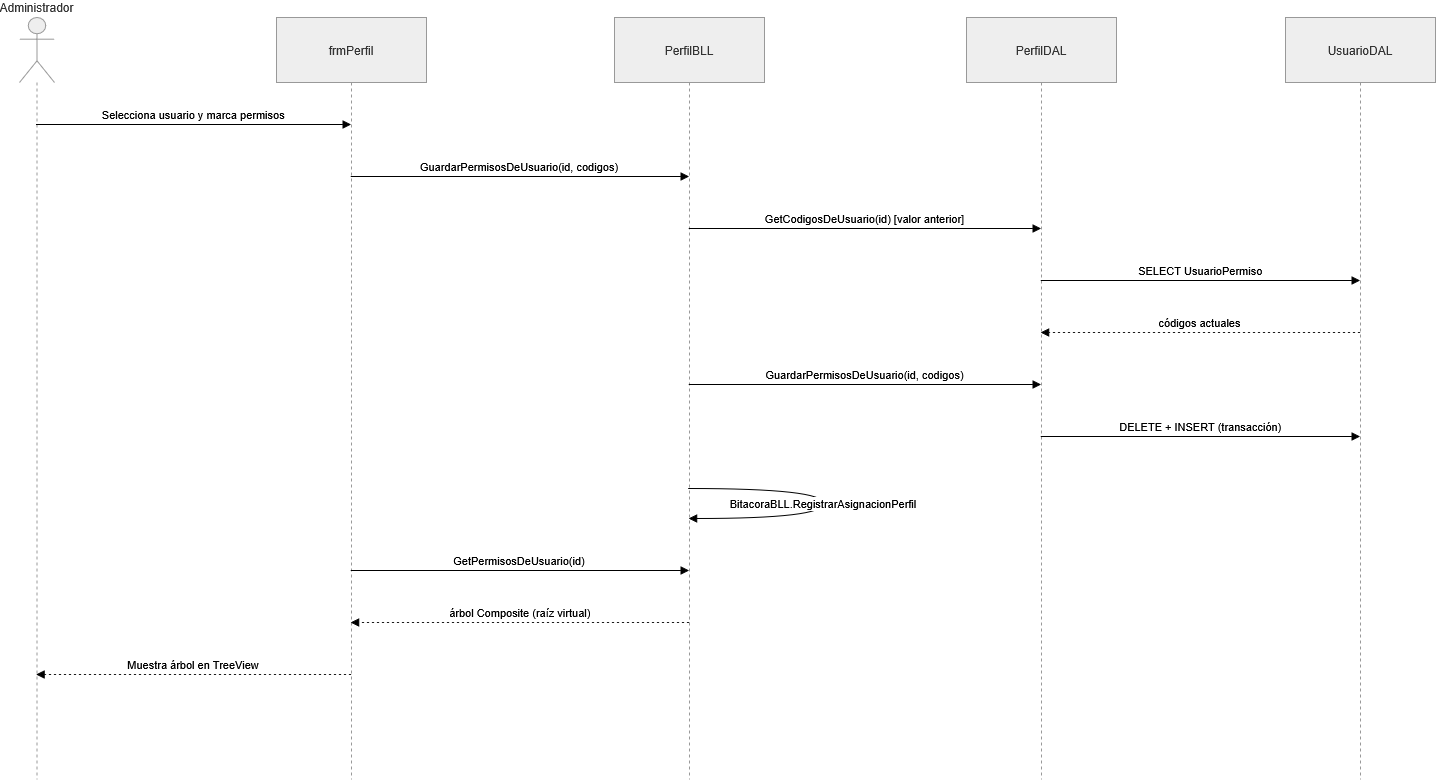 Administrador
frmPerfil
PerfilBLL
PerfilDAL
UsuarioDAL
Selecciona usuario y marca permisos
GuardarPermisosDeUsuario(id, codigos)
GetCodigosDeUsuario(id) [valor anterior]
SELECT UsuarioPermiso
códigos actuales
GuardarPermisosDeUsuario(id, codigos)
DELETE + INSERT (transacción)
BitacoraBLL.RegistrarAsignacionPerfil
GetPermisosDeUsuario(id)
árbol Composite (raíz virtual)
Muestra árbol en TreeView